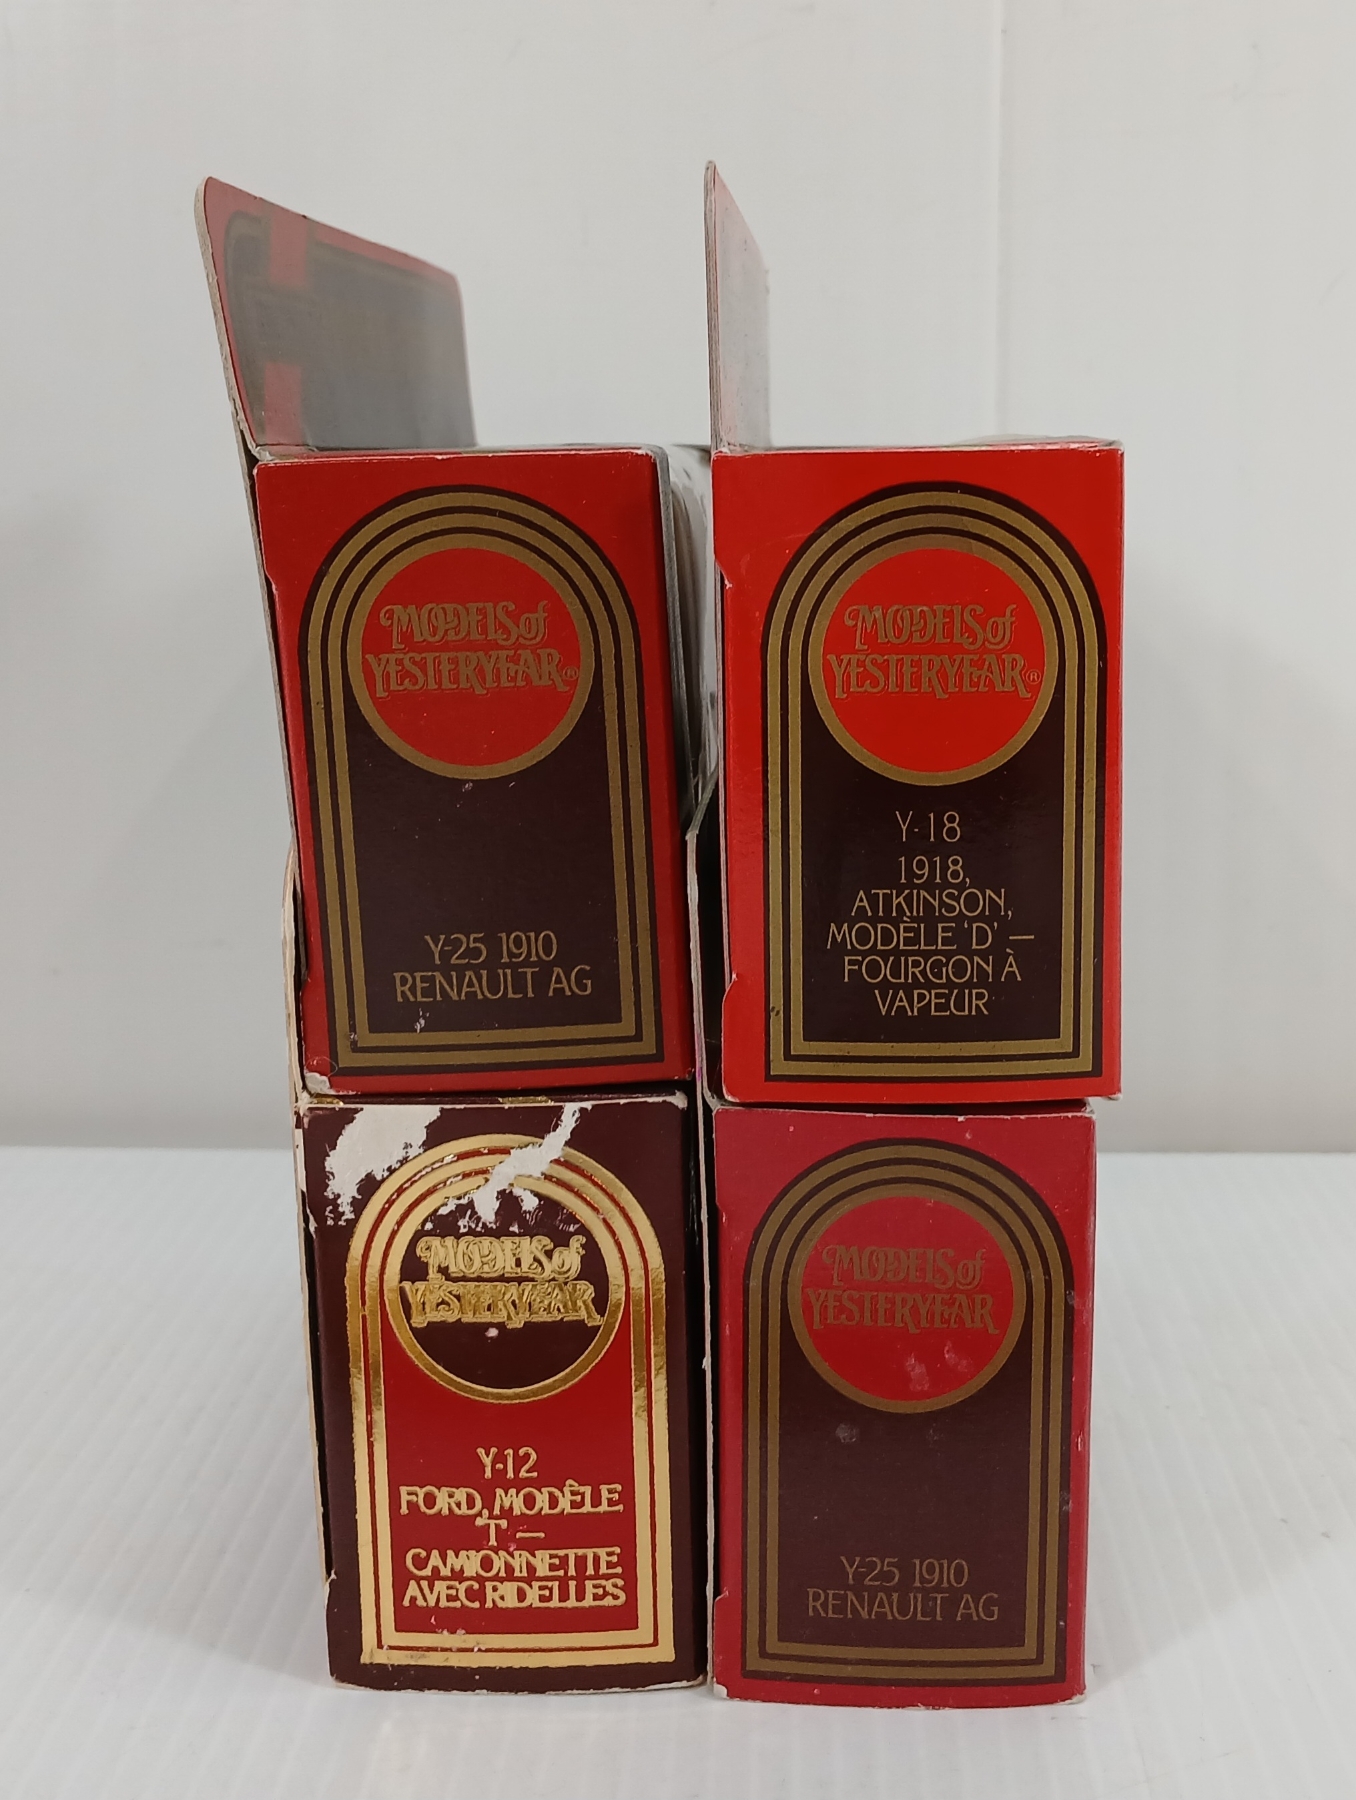 MODELS of
YESTERYEAR®
Y-25 1910
RENAULT AG
MODELS of
YESTERYEAR®
Y-18
1918,
ATKINSON,
MODÈLE 'D' —
FOURGON À
VAPEUR
MODELS of
YESTERYEAR
Y-12
FORD, MODÈLE
'T' —
CAMIONNETTE
AVEC RIDELLES
MODELS of
YESTERYEAR
Y-25 1910
RENAULT AG